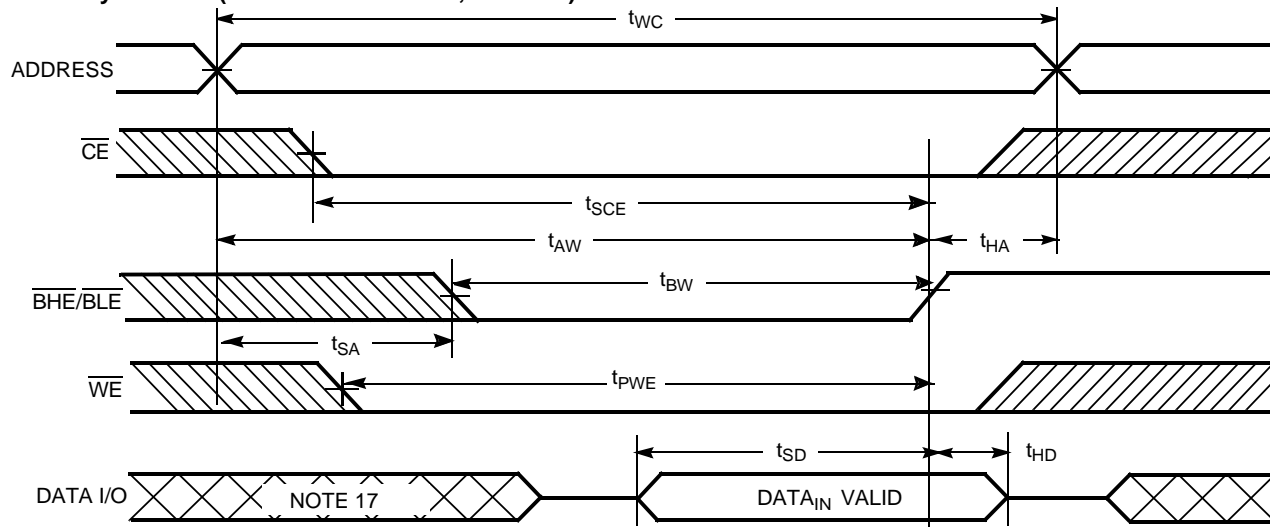 tWC
ADDRESS
CE
tSCE
tAW
tHA
BHE/BLE
tBW
tSA
WE
tPWE
tSD
tHD
DATA I/O
NOTE 17
DATAIN VALID